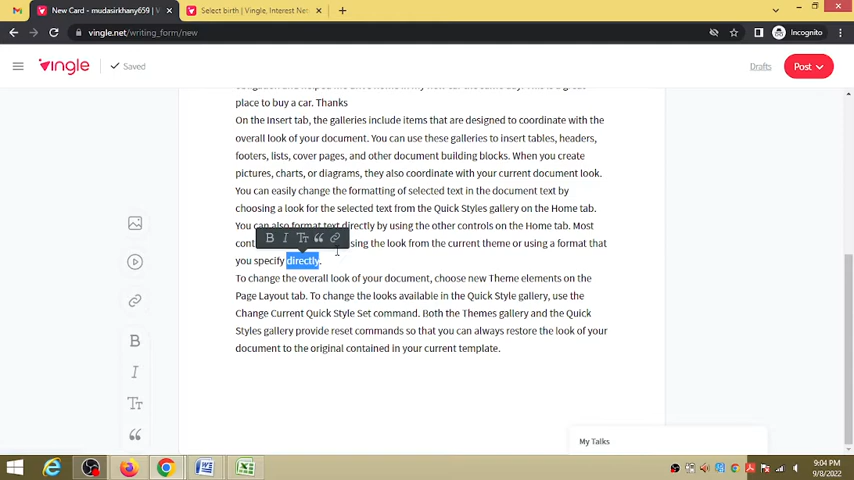 New Card - mudasirkhany659 | V
Select birth | Vingle, Interest Ne
vingle.net/writing_form/new
Incognito
vingle
Saved
Drafts
Post
place to buy a car. Thanks
On the Insert tab, the galleries include items that are designed to coordinate with the
overall look of your document. You can use these galleries to insert tables, headers,
footers, lists, cover pages, and other document building blocks. When you create
pictures, charts, or diagrams, they also coordinate with your current document look.
You can easily change the formatting of selected text in the document text by
choosing a look for the selected text from the Quick Styles gallery on the Home tab.
You can also format text directly by using the other controls on the Home tab. Most
B I TT
using the look from the current theme or using a format that
you specify directly.
To change the overall look of your document, choose new Theme elements on the
Page Layout tab. To change the looks available in the Quick Style gallery, use the
Change Current Quick Style Set command. Both the Themes gallery and the Quick
Styles gallery provide reset commands so that you can always restore the look of your
document to the original contained in your current template.
B
I
TT
My Talks
9:04 PM
9/8/2022